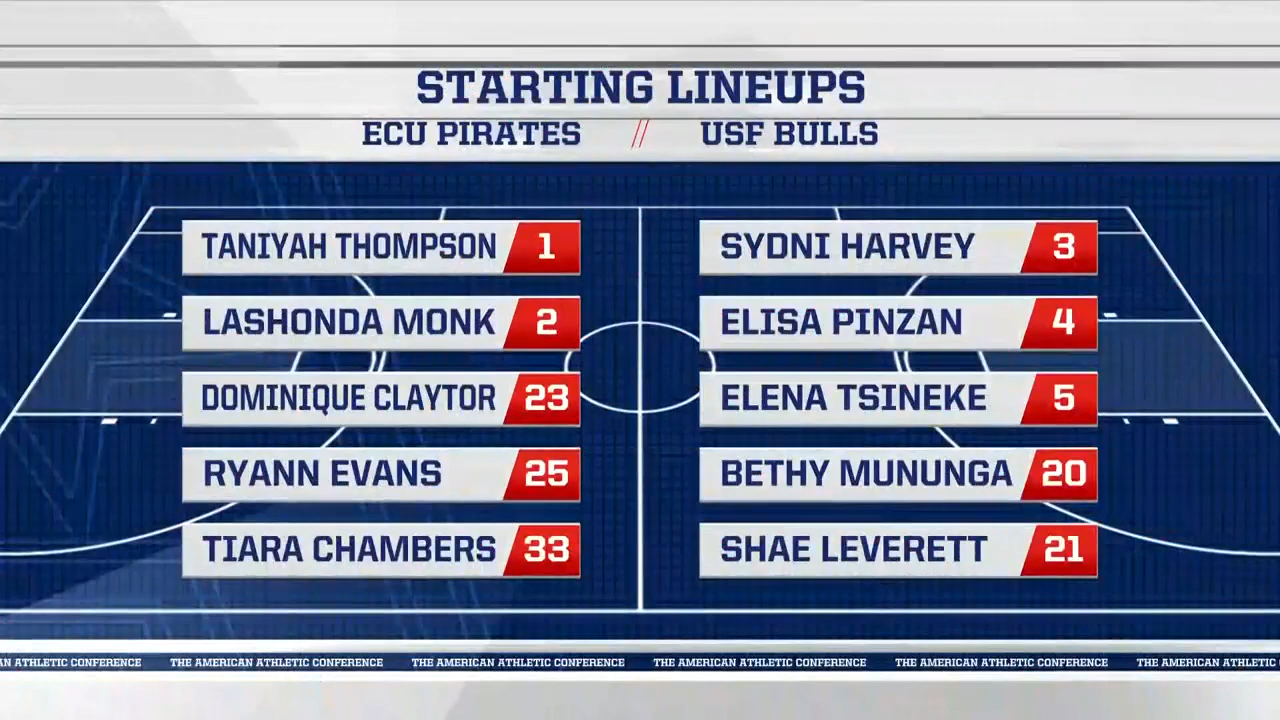 STARTING LINEUPS
ECU PIRATES // USF BULLS
TANIYAH THOMPSON 1
LASHONDA MONK 2
DOMINIQUE CLAYTOR 23
RYANN EVANS 25
TIARA CHAMBERS 33
SYDNI HARVEY 3
ELISA PINZAN 4
ELENA TSINEKE 5
BETHY MUNUNGA 20
SHAE LEVERETT 21
AN ATHLETIC CONFERENCE THE AMERICAN ATHLETIC CONFERENCE THE AMERICAN ATHLETIC CONFERENCE THE AMERICAN ATHLETIC CONFERENCE THE AMERICAN ATHLETIC CONFERENCE THE AMERICAN ATHLETIC